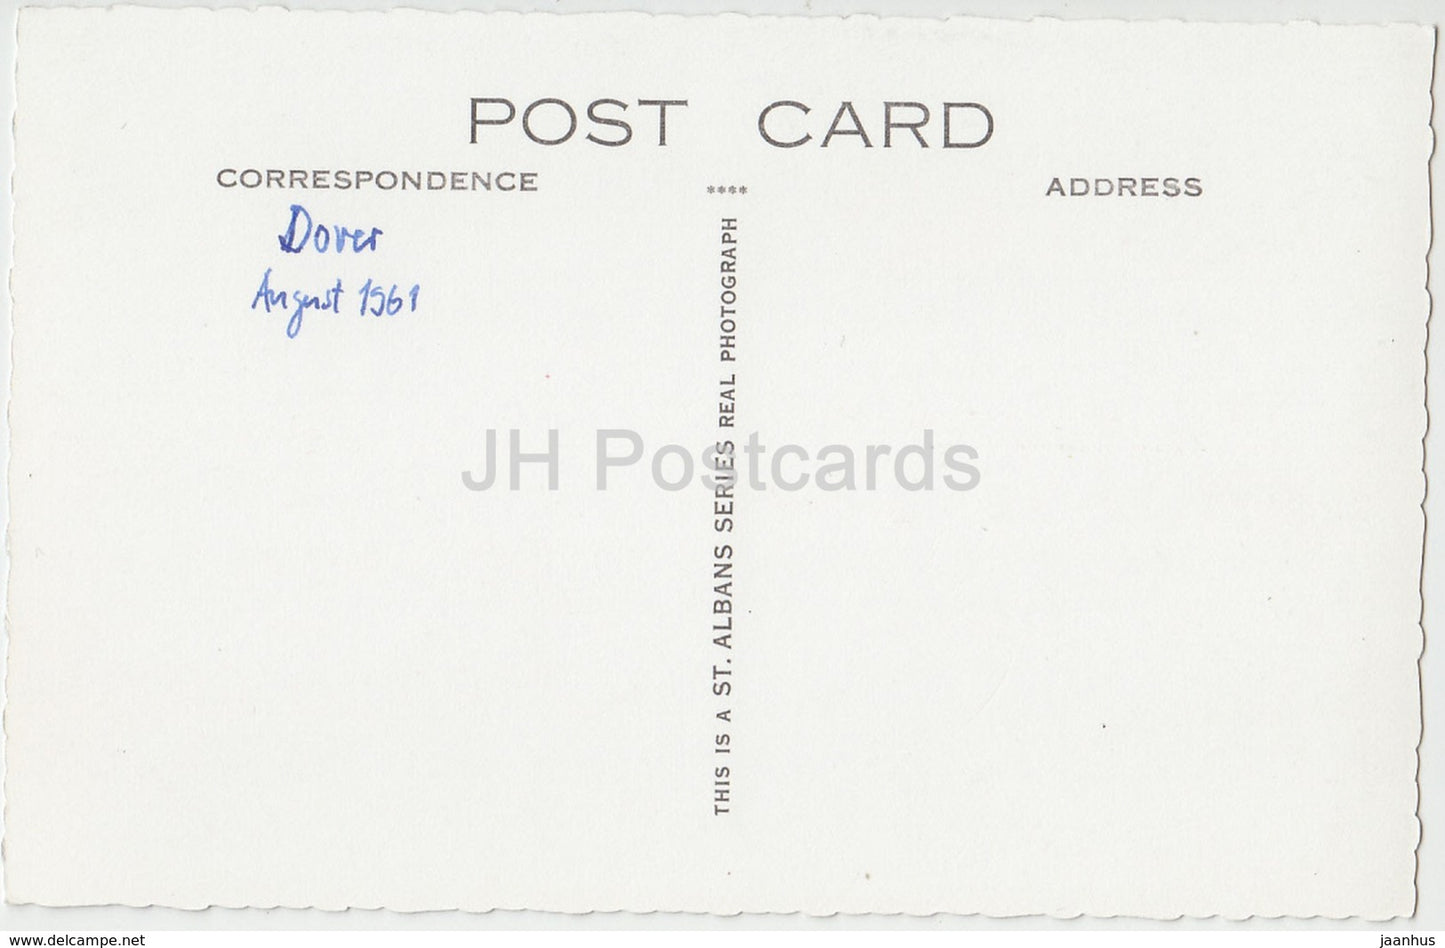 POST CARD
CORRESPONDENCE
****
ADDRESS
Dover
August 1961
THIS IS A ST. ALBANS SERIES REAL PHOTOGRAPH
JH Postcards
www.delcampe.net
jaanhus